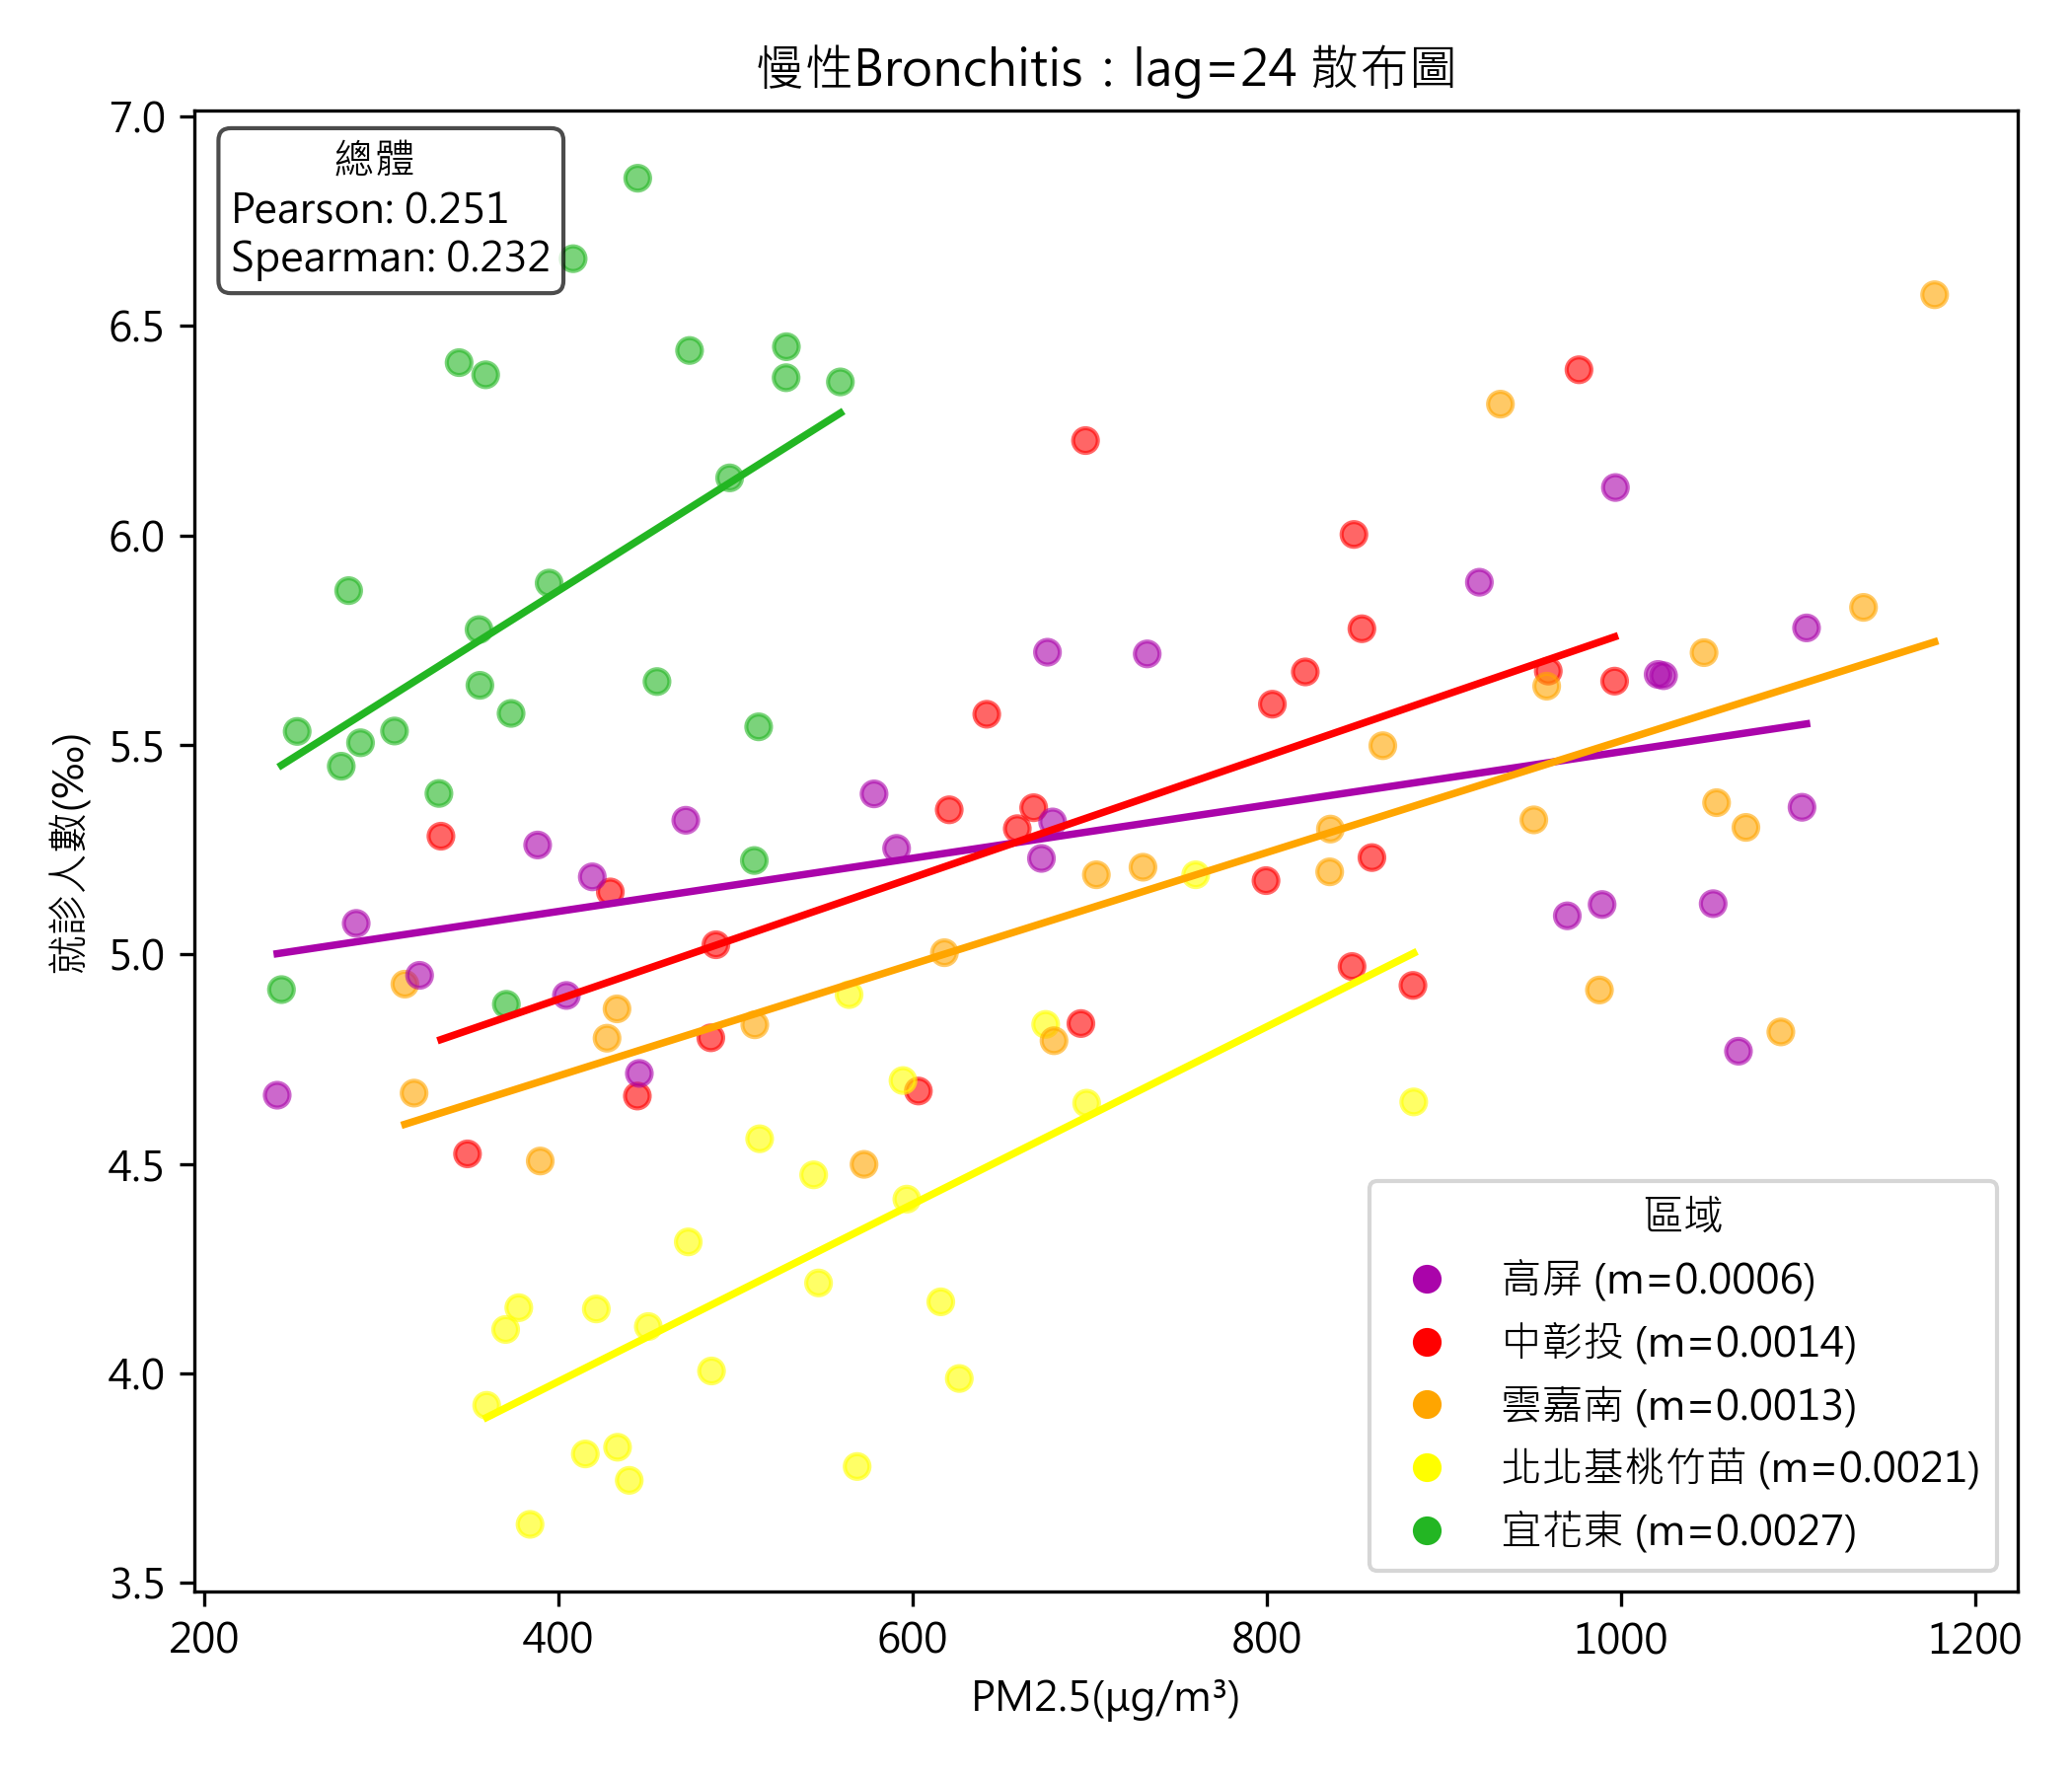 慢性Bronchitis：lag=24 散布圖
總體
Pearson: 0.251
Spearman: 0.232
就診人數(‰)
7.0
6.5
6.0
5.5
5.0
4.5
4.0
3.5
區域
高屏 (m=0.0006)
中彰投 (m=0.0014)
雲嘉南 (m=0.0013)
北北基桃竹苗 (m=0.0021)
宜花東 (m=0.0027)
200 400 600 800 1000 1200
PM2.5(μg/m³)